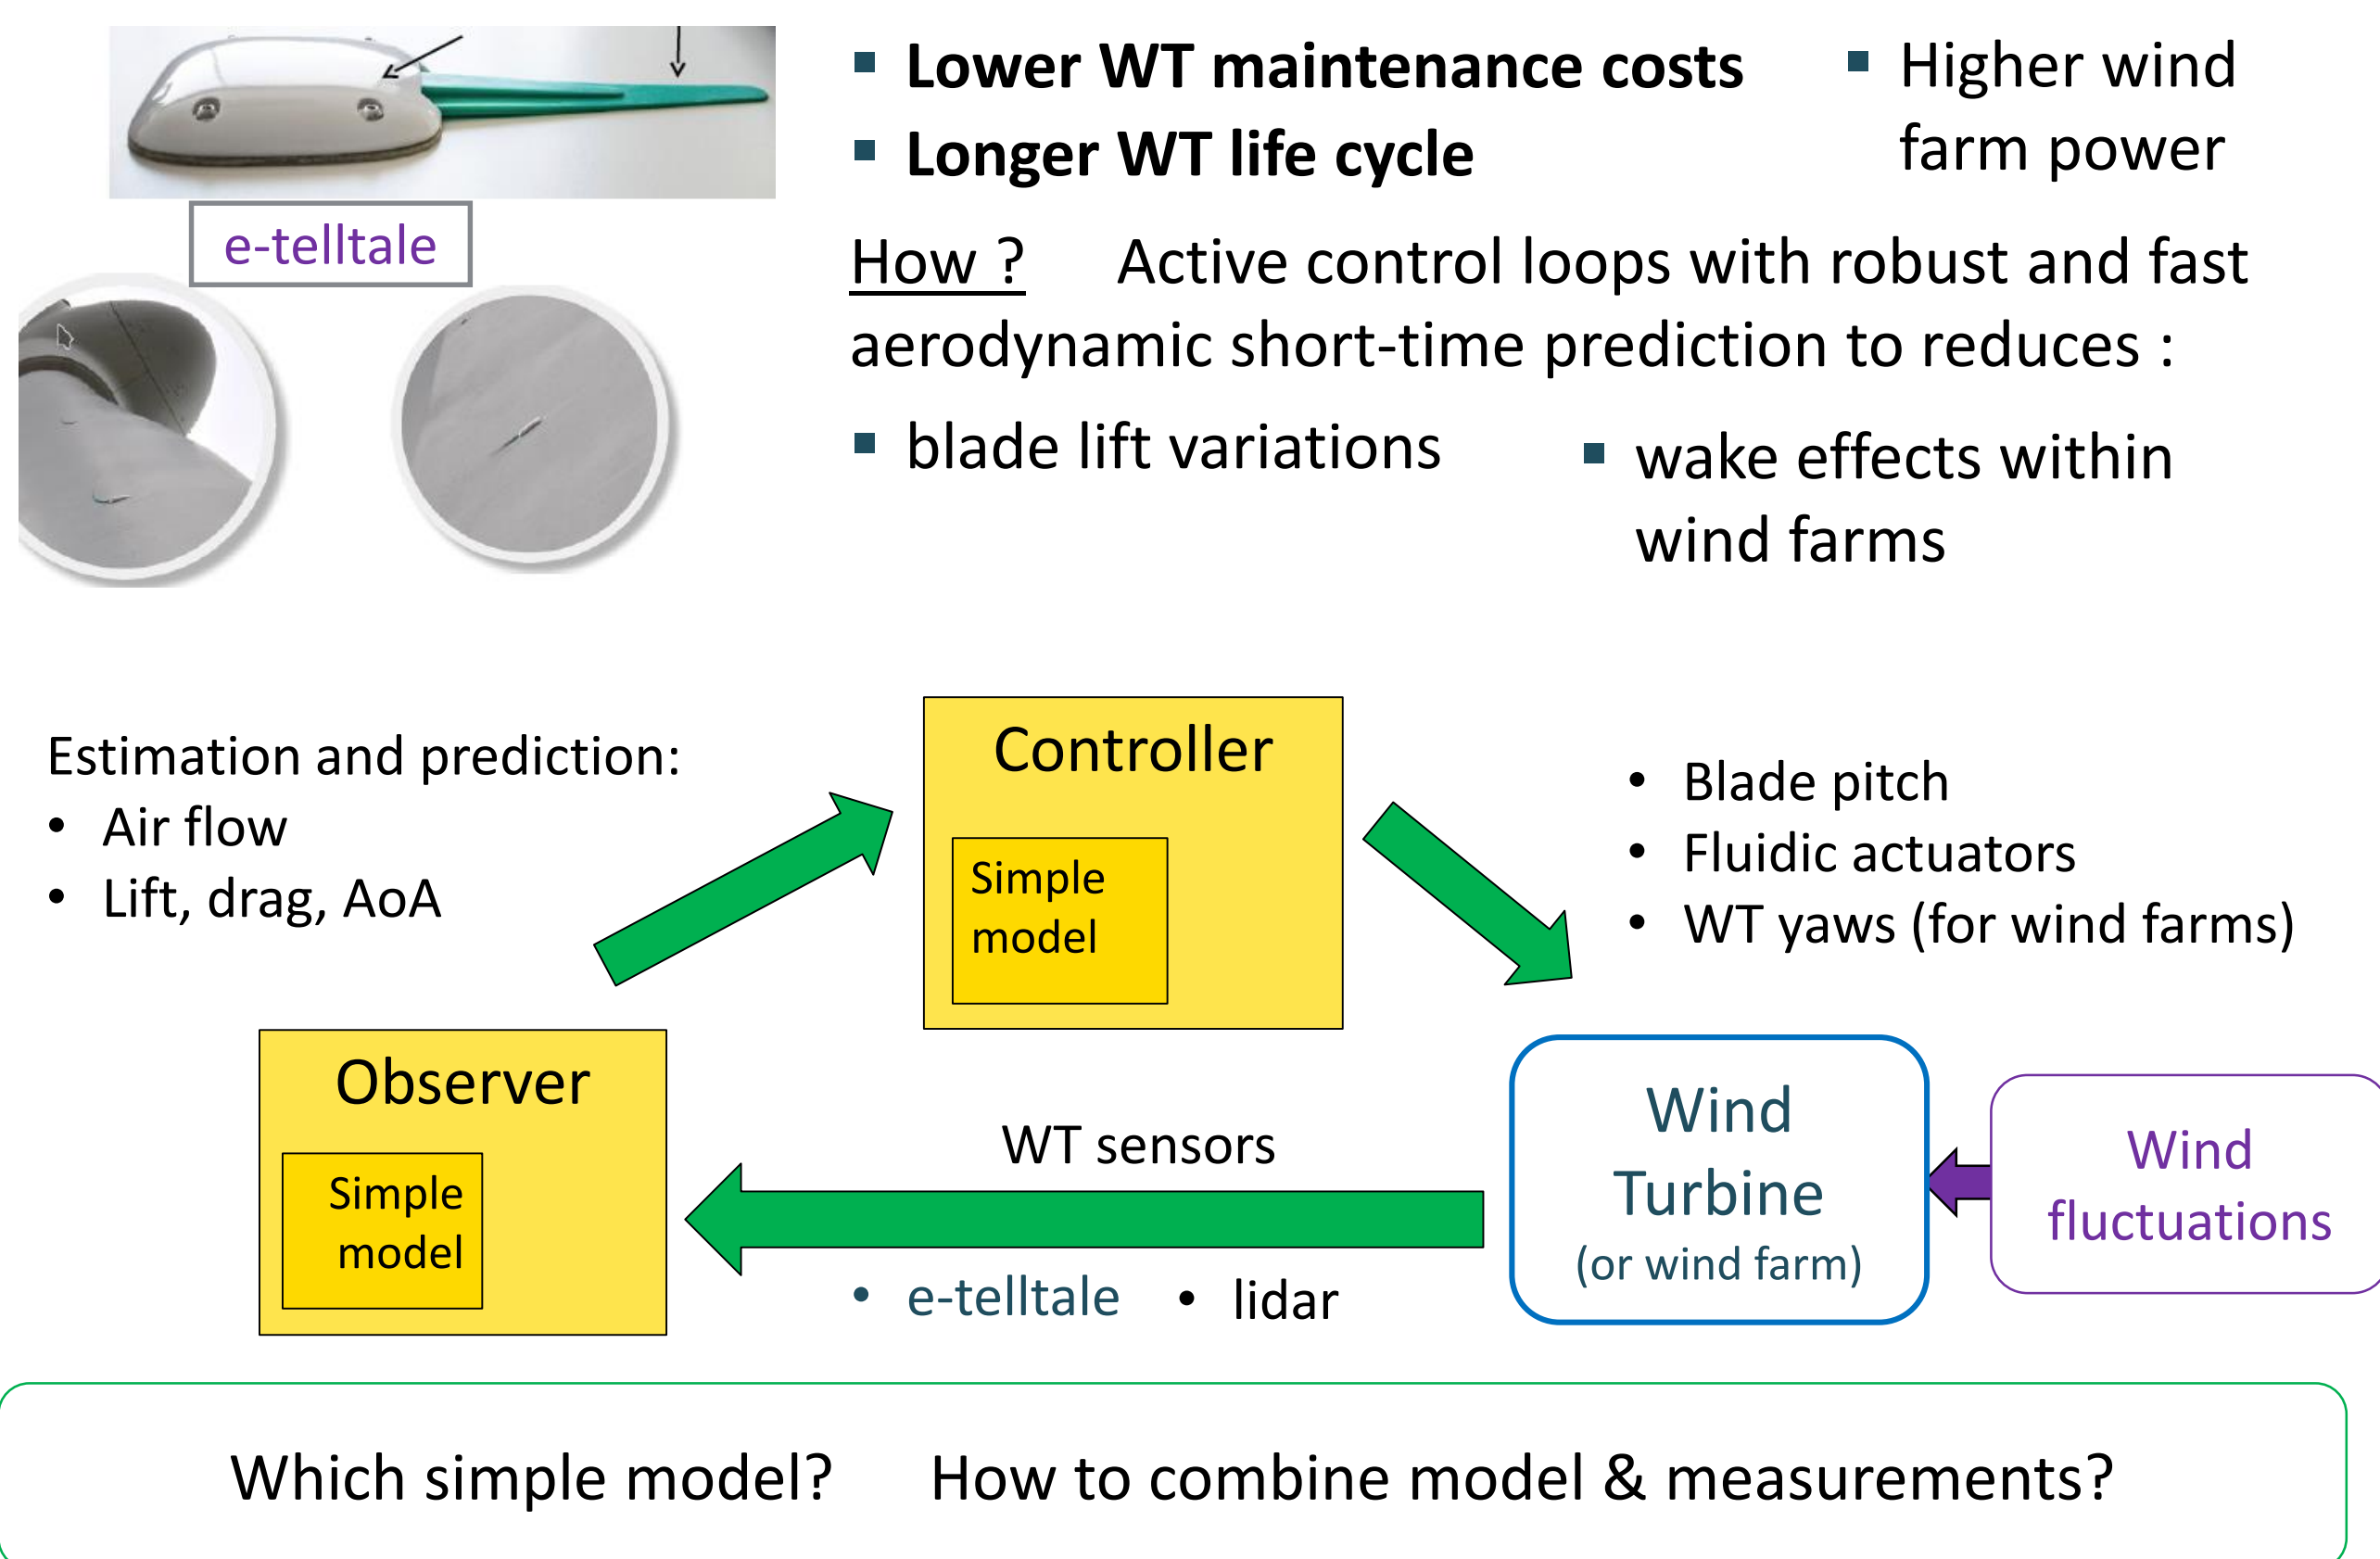 e-telltale
Lower WT maintenance costs
Longer WT life cycle
Higher wind
farm power
How ? Active control loops with robust and fast
aerodynamic short-time prediction to reduces :
blade lift variations
wake effects within
wind farms
Estimation and prediction:
• Air flow
• Lift, drag, AoA
Controller
Simple
model
• Blade pitch
• Fluidic actuators
• WT yaws (for wind farms)
Observer
Simple
model
WT sensors
• e-telltale • lidar
Wind
Turbine
(or wind farm)
Wind
fluctuations
Which simple model? How to combine model & measurements?